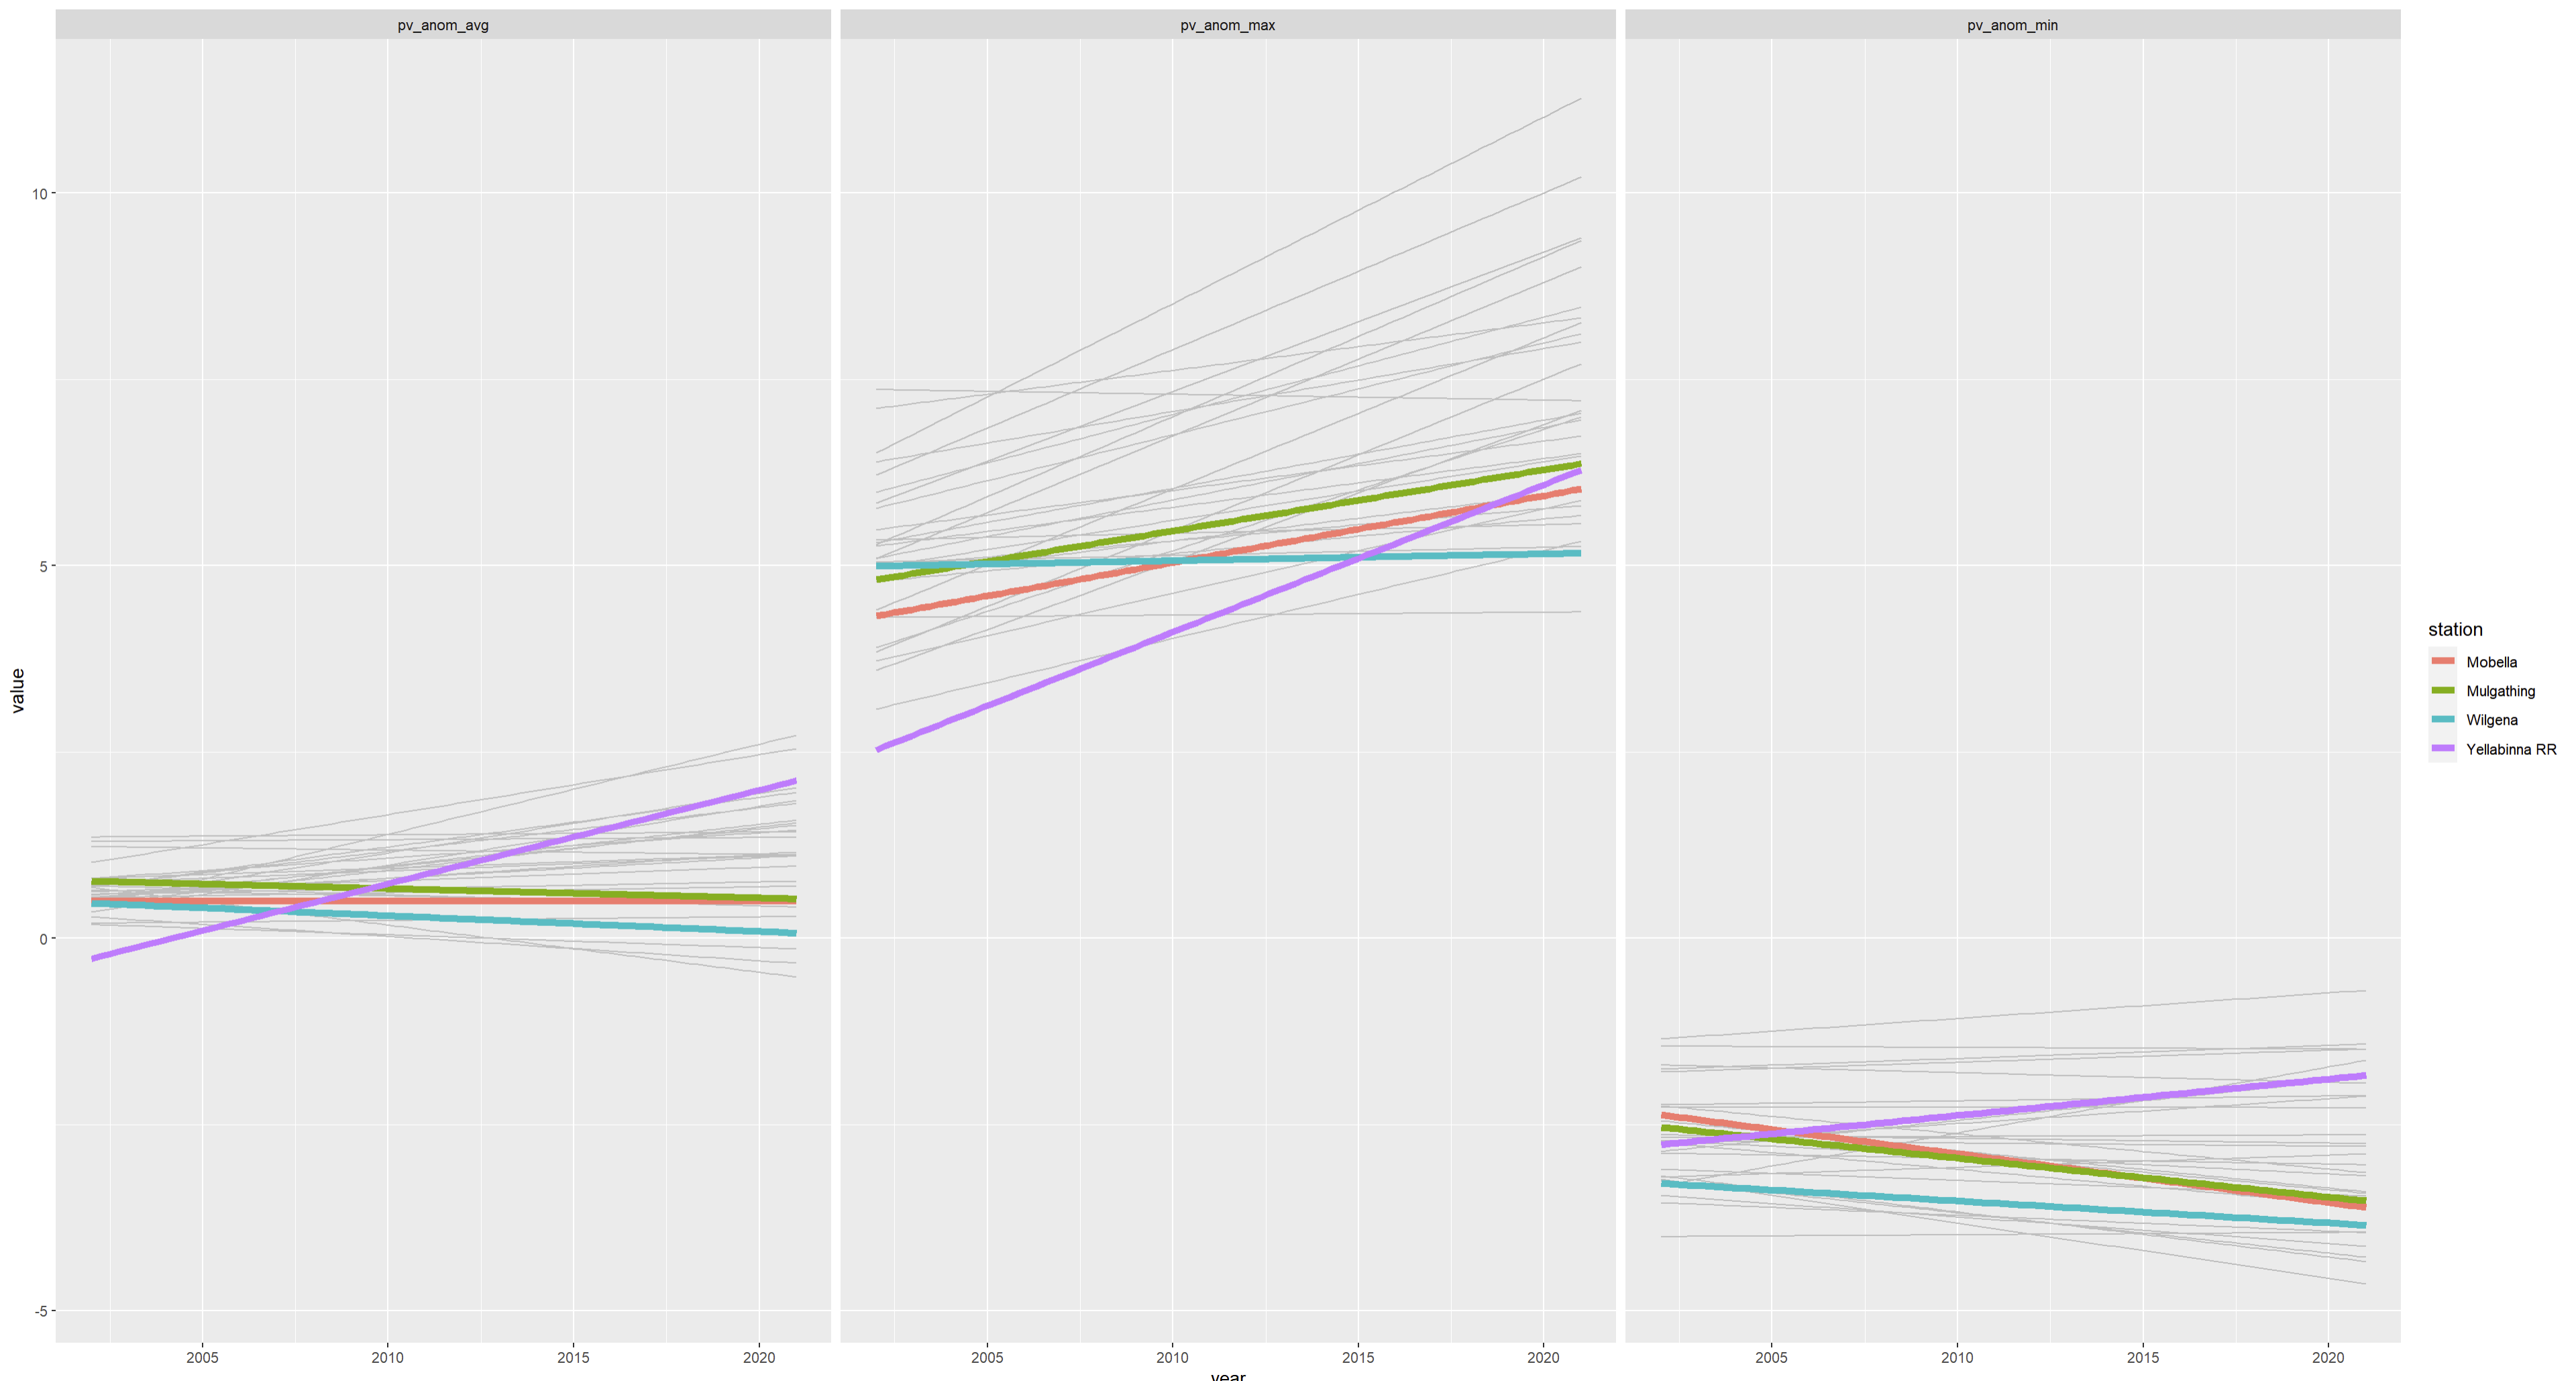 pv_anom_avg pv_anom_max pv_anom_min
10
5
0
-5
value
2005 2010 2015 2020 2005 2010 2015 2020 2005 2010 2015 2020
year
station
Mobella
Mulgathing
Wilgena
Yellabinna RR